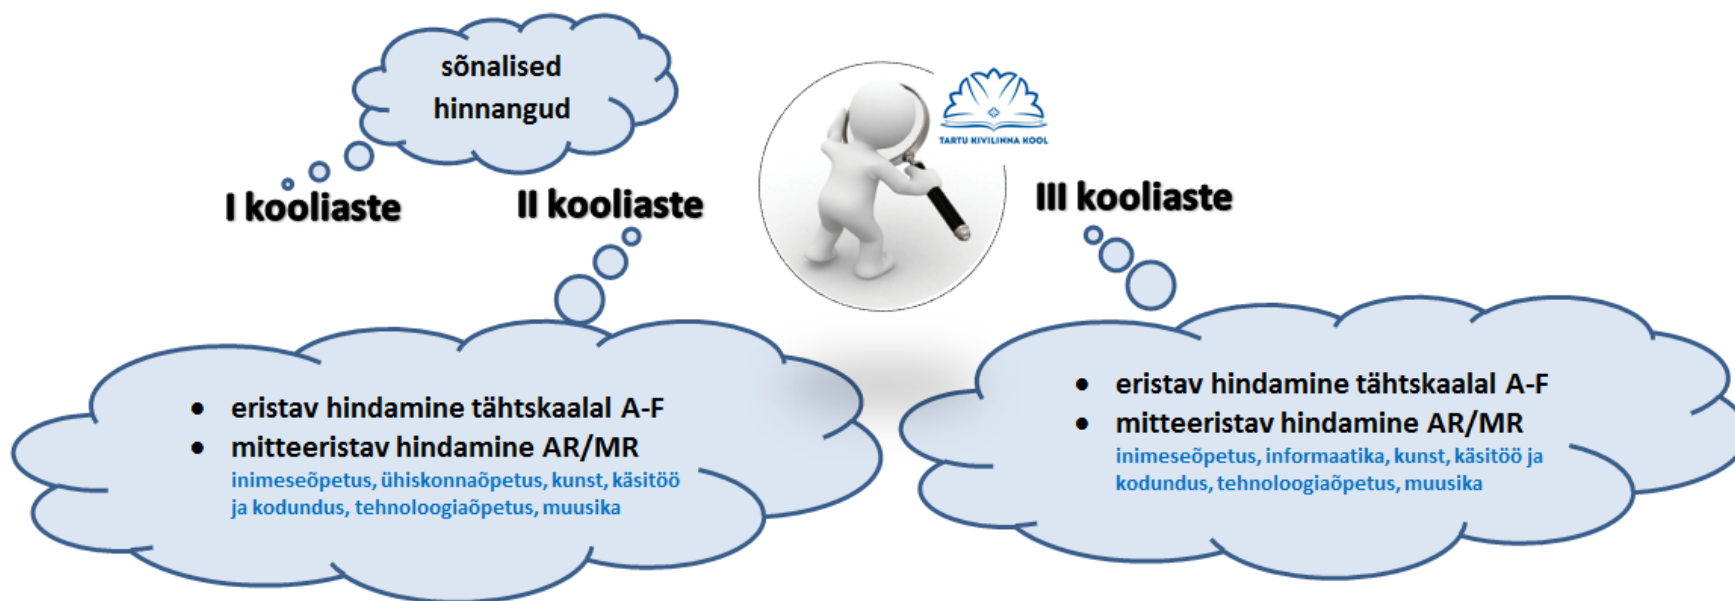 sõnalised
hinnangud
TARTU KIVILINNA KOOL
I kooliaste
II kooliaste
III kooliaste
• eristav hindamine tähtskaalal A-F
• mitteeristav hindamine AR/MR
inimeseõpetus, ühiskonnaõpetus, kunst, käsitöö
ja kodundus, tehnoloogiaõpetus, muusika
• eristav hindamine tähtskaalal A-F
• mitteeristav hindamine AR/MR
inimeseõpetus, informaatika, kunst, käsitöö ja
kodundus, tehnoloogiaõpetus, muusika